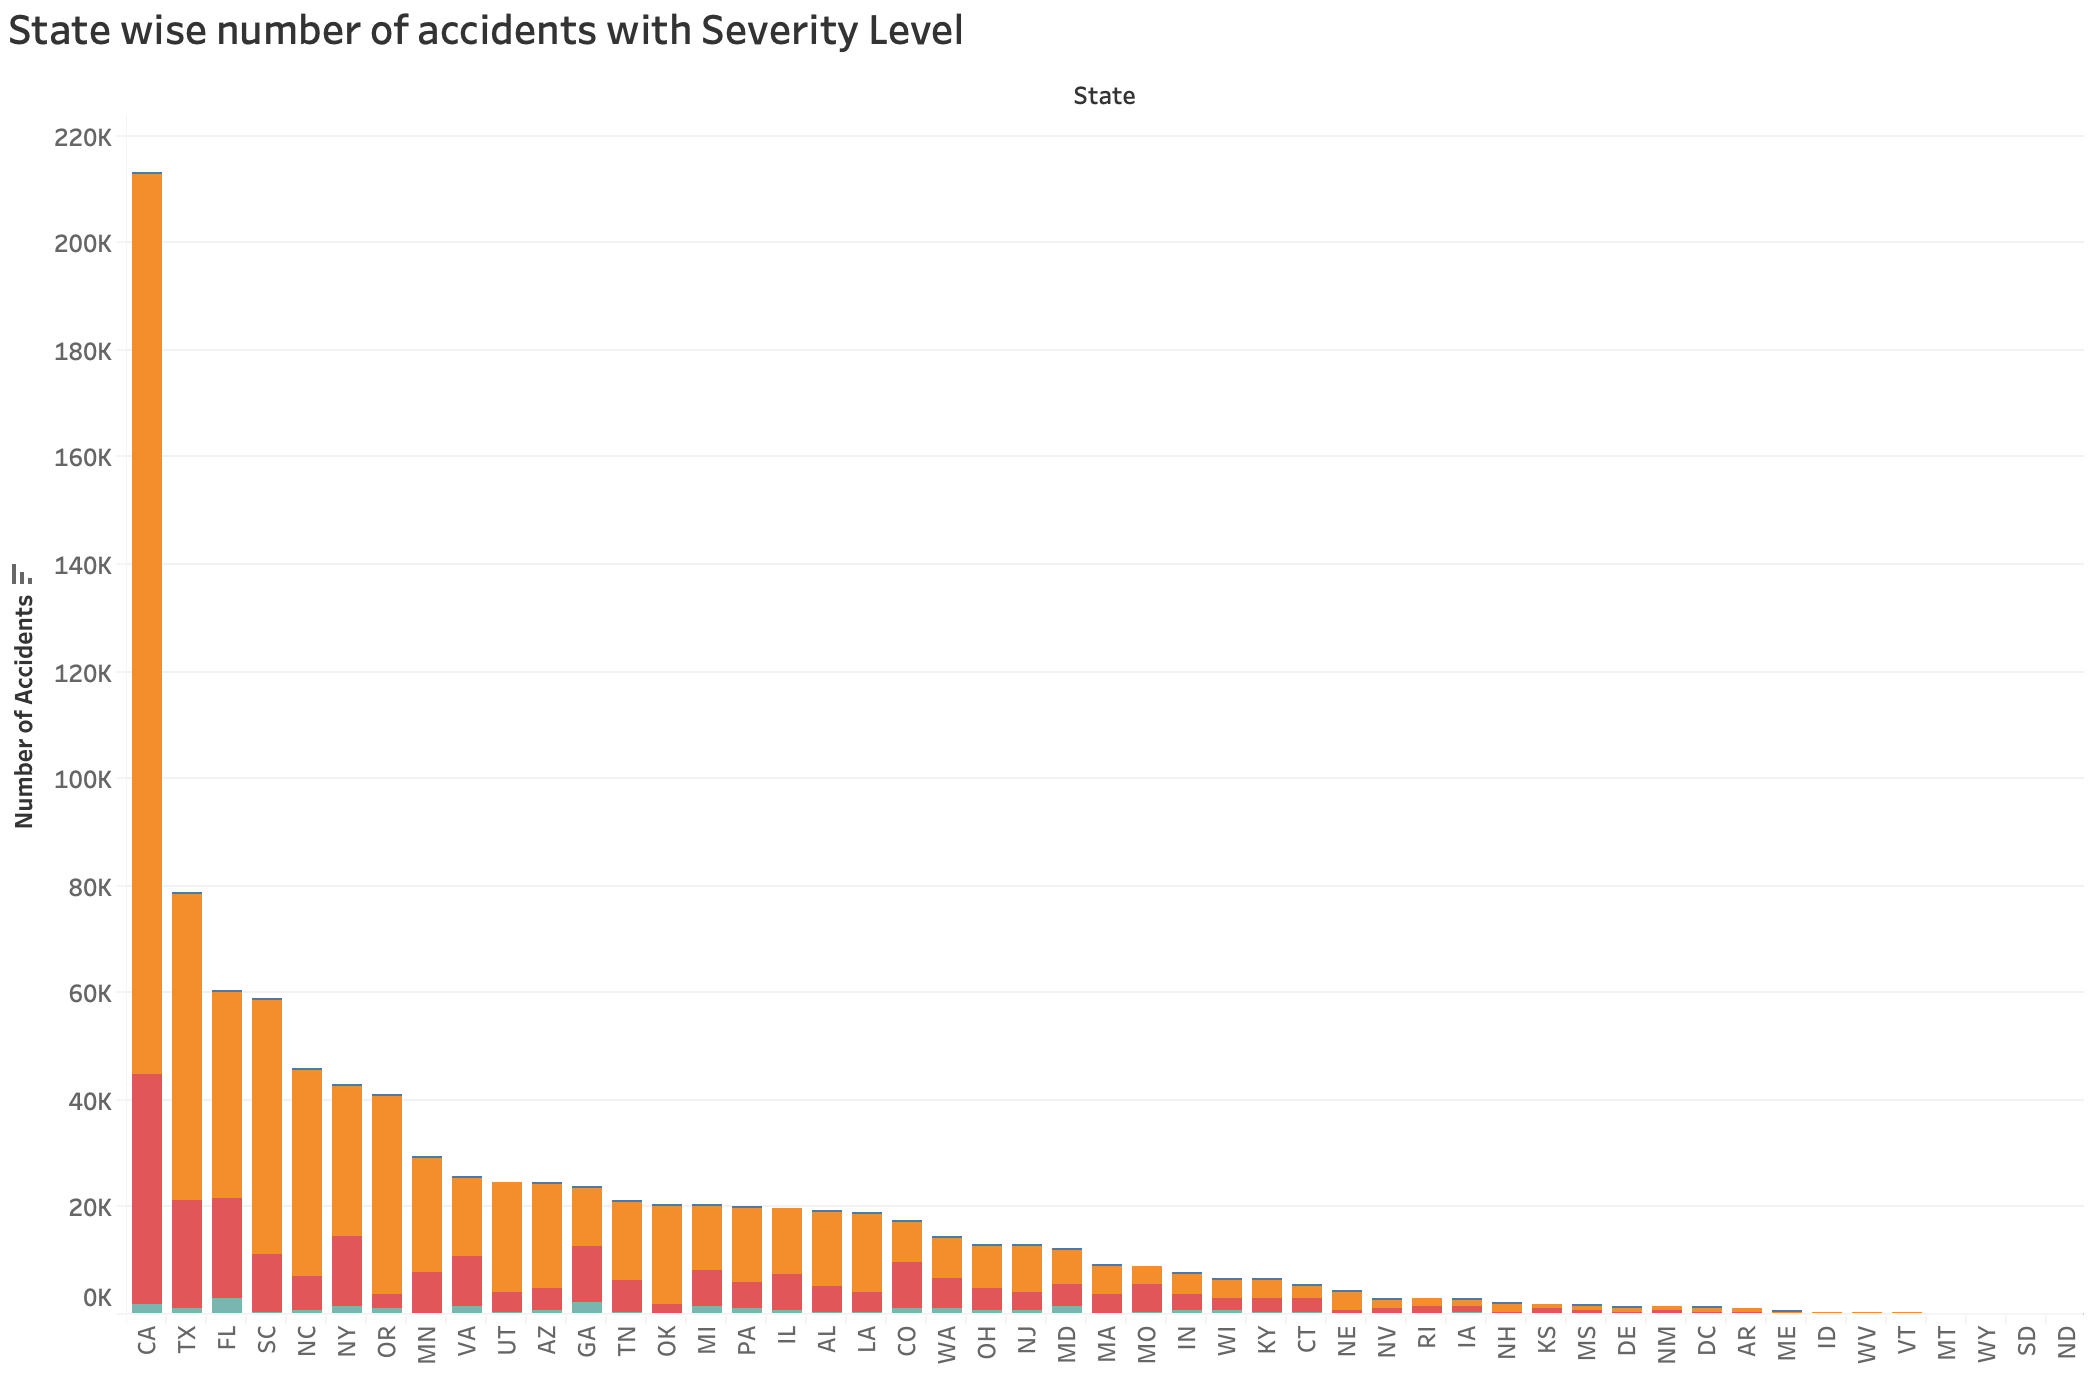 State wise number of accidents with Severity Level
State
220K
200K
180K
160K
140K
120K
100K
80K
60K
40K
20K
0K
Number of Accidents
CA TX FL SC NC NY OR MN VA UT AZ GA TN OK MI PA IL AL LA CO WA OH NJ MD MA MO IN WI KY CT NE NV RI IA NH KS MS DE NM DC AR ME ID WV VT MT WY SD ND